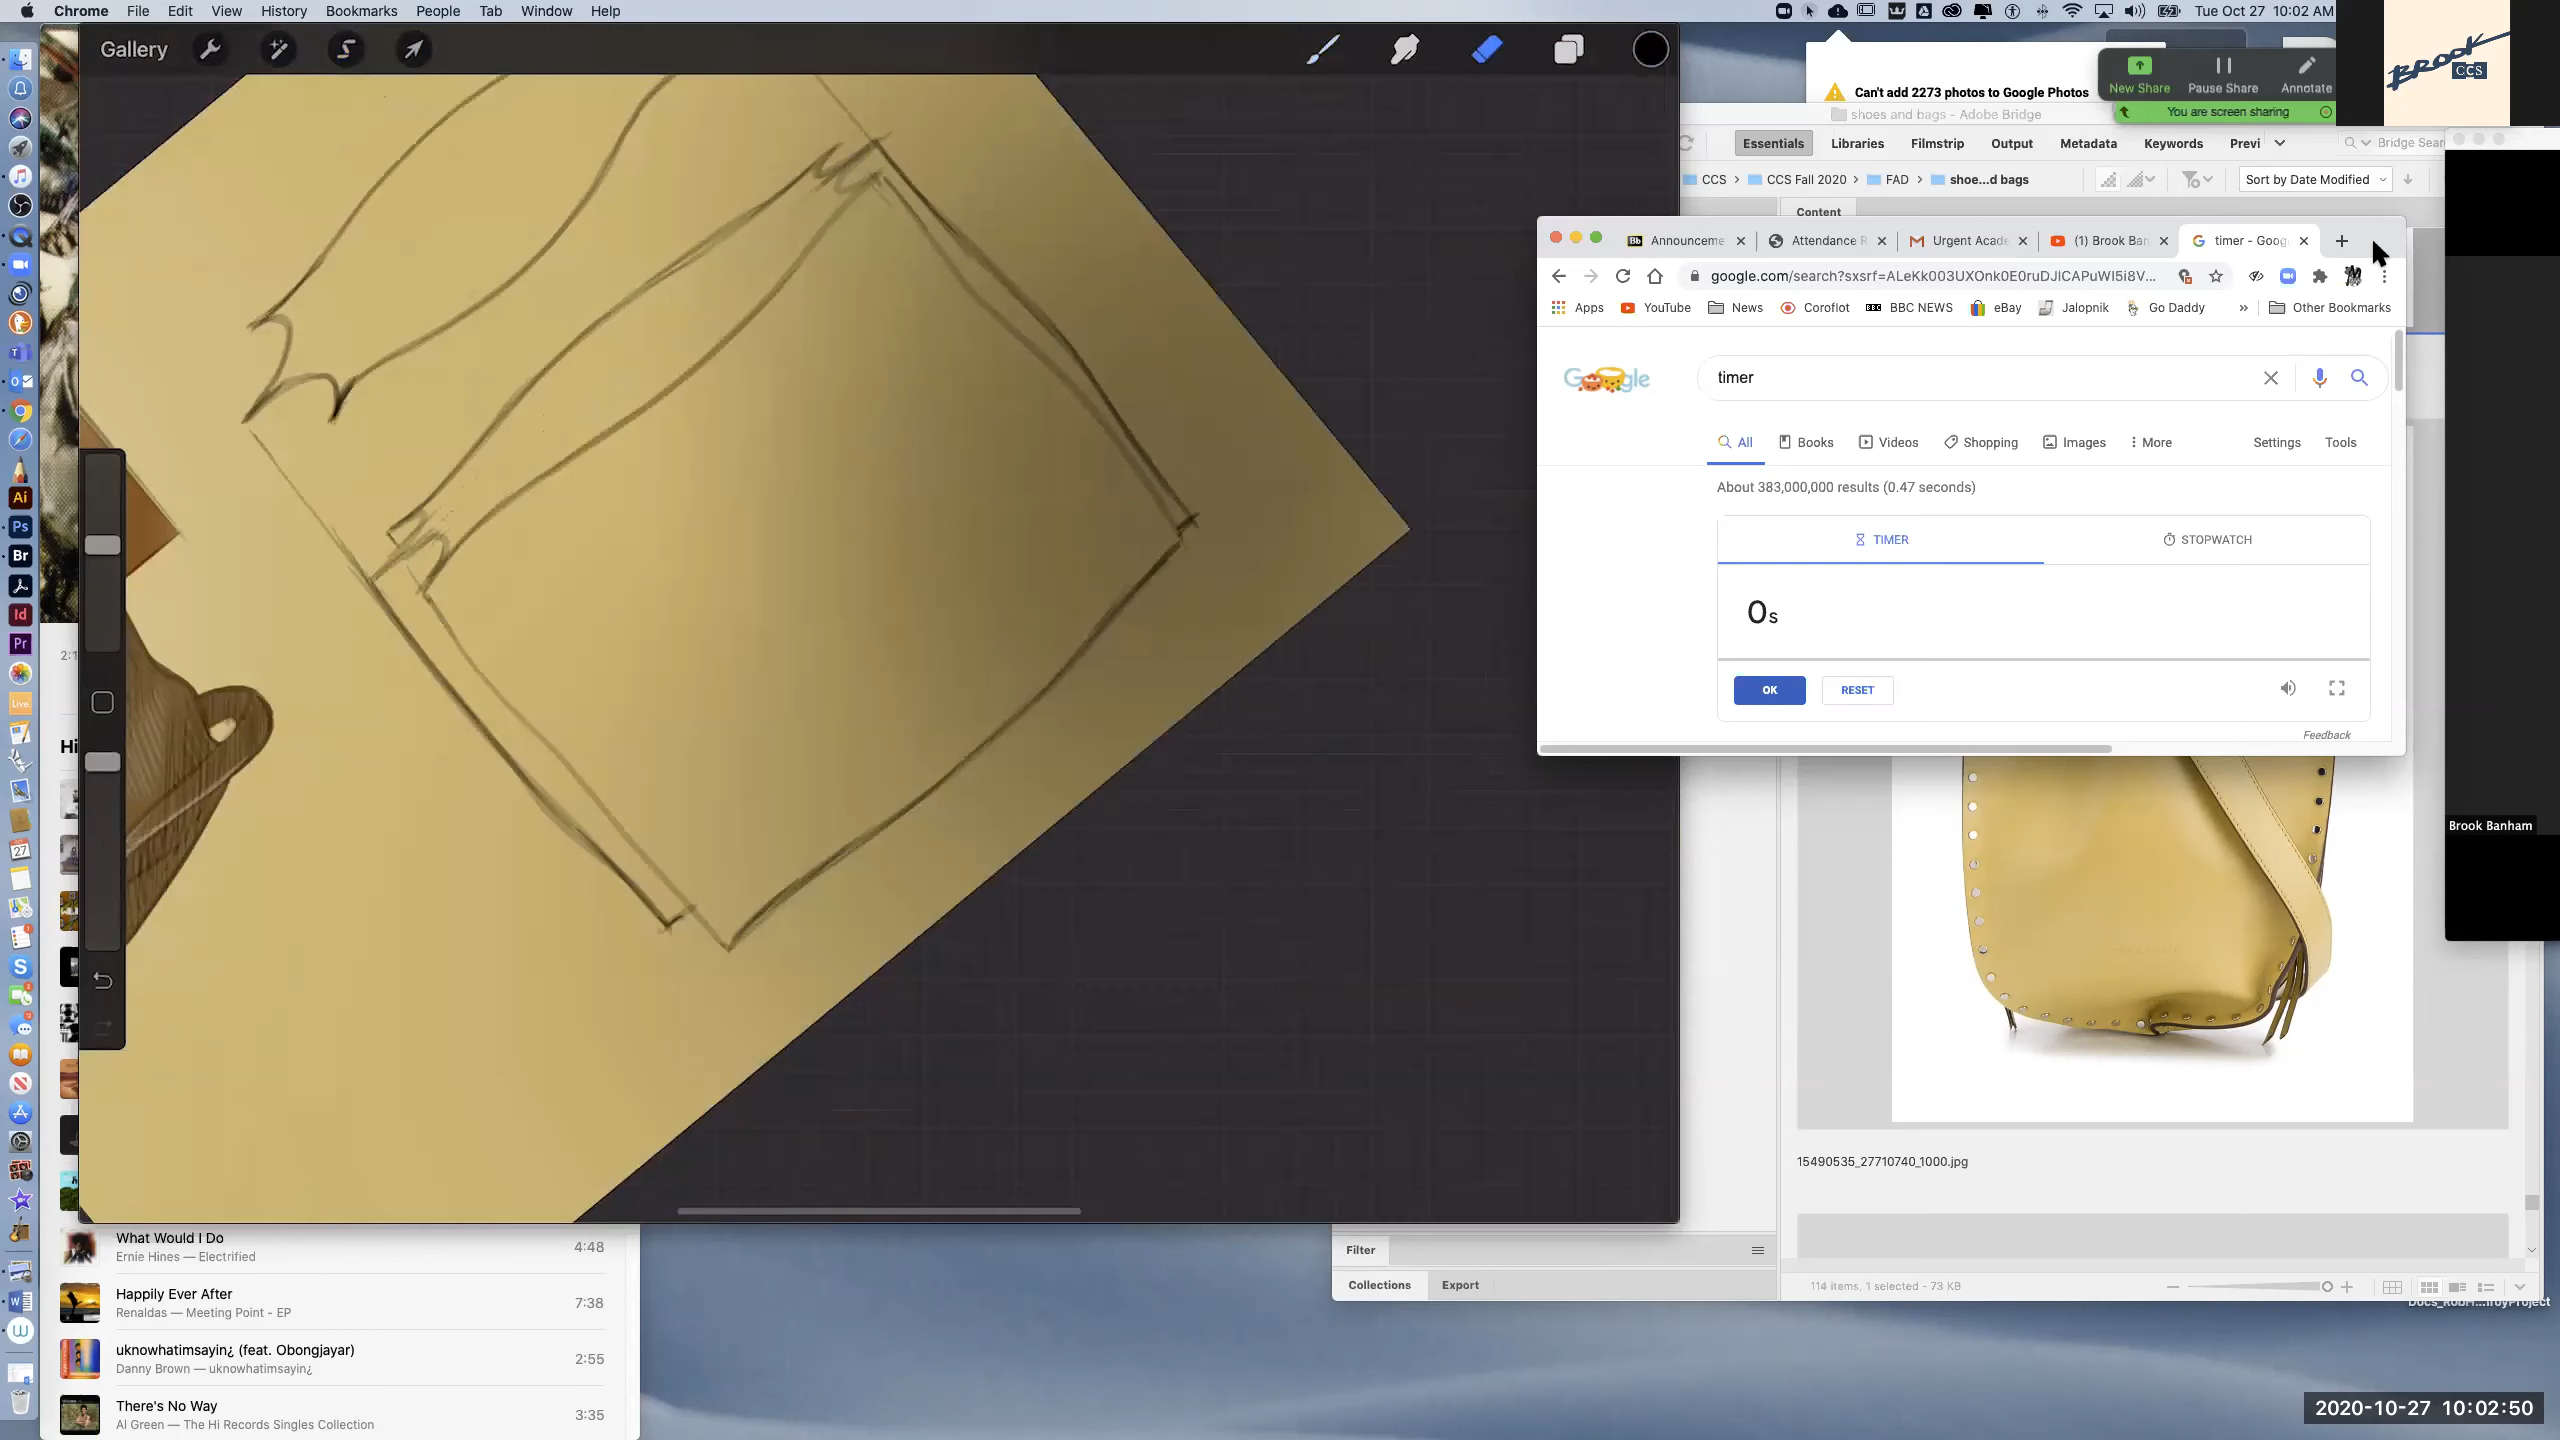 Chrome File Edit View History Bookmarks People Tab Window Help
Tue Oct 27 10:02 AM
Gallery
Can't add 2273 photos to Google Photos
New Share Pause Share Annotate
You are screen sharing
BROOK CCS
shoes and bags – Adobe Bridge
Essentials Libraries Filmstrip Output Metadata Keywords Previ
CCS > CCS Fall 2020 > FAD > shoe...d bags
Sort by Date Modified
Content
Announceme Attendance R Urgent Acade (1) Brook Ban timer - Goog
google.com/search?sxsrf=ALeKk003UXOnk0E0ruDJlCAPuWI5i8V...
Apps YouTube News Coroflot BBC NEWS eBay Jalopnik Go Daddy » Other Bookmarks
Google
timer
All Books Videos Shopping Images More Settings Tools
About 383,000,000 results (0.47 seconds)
TIMER STOPWATCH
0s
OK RESET
Feedback
Brook Banham
15490535_27710740_1000.jpg
Filter
Collections Export
114 items, 1 selected - 73 KB
Hi
What Would I Do 4:48
Ernie Hines — Electrified
Happily Ever After 7:38
Renaldas — Meeting Point - EP
uknowhatimsayin¿ (feat. Obongjayar) 2:55
Danny Brown — uknowhatimsayin¿
There's No Way 3:35
Al Green — The Hi Records Singles Collection
2020-10-27 10:02:50